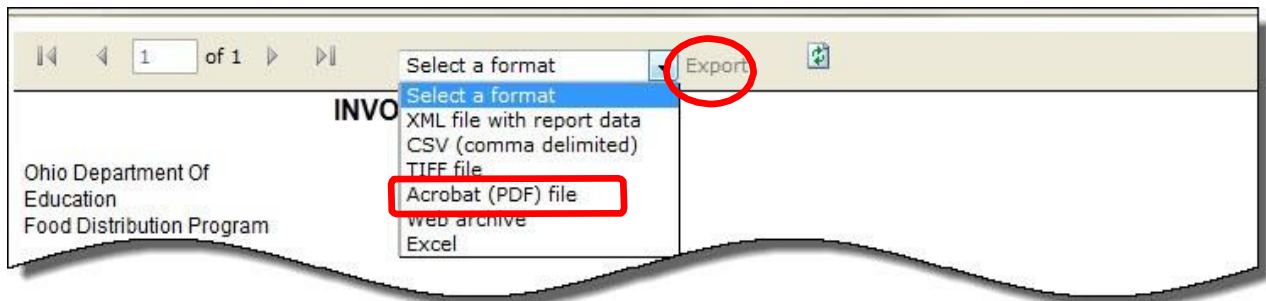 1 of 1 Select a format Export
Select a format
INVO
XML file with report data
CSV (comma delimited)
TIFF file
Acrobat (PDF) file
Web archive
Excel
Ohio Department Of
Education
Food Distribution Program